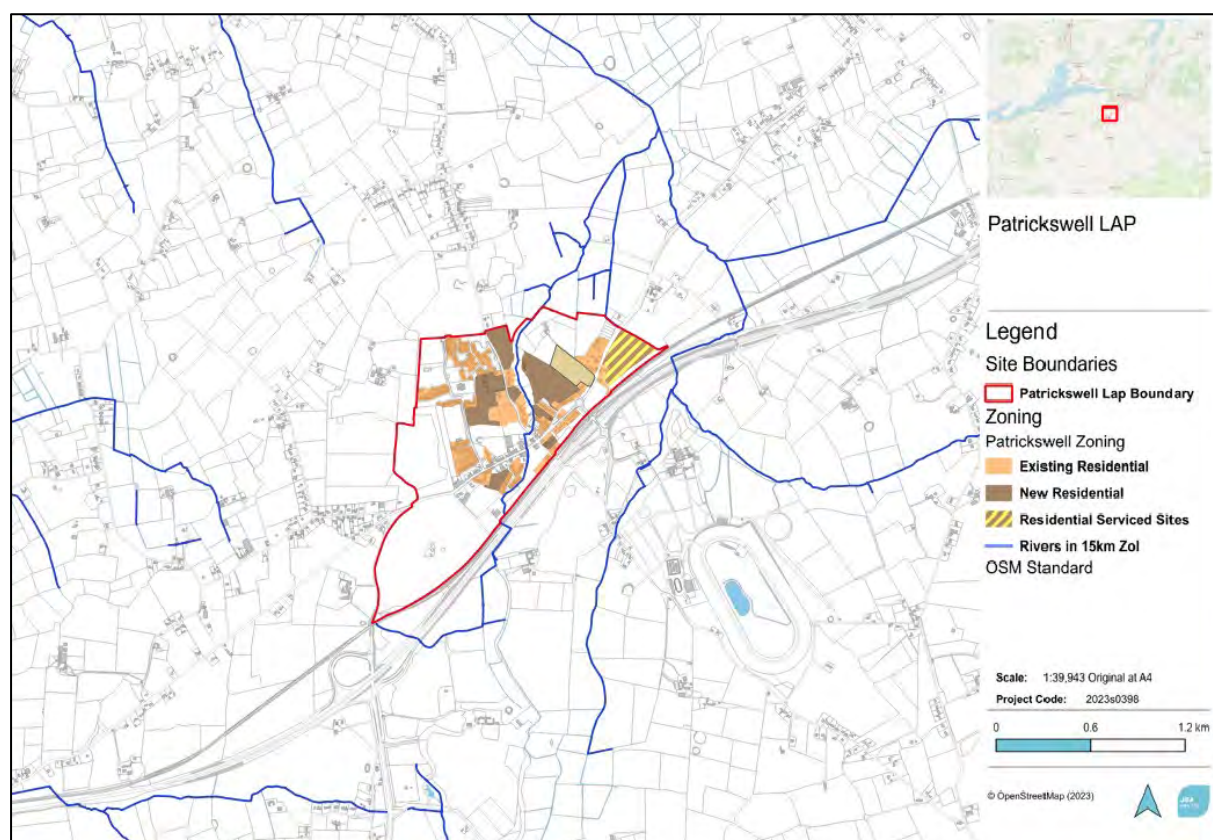 Patrickswell LAP
Legend
Site Boundaries
Patrickswell Lap Boundary
Zoning
Patrickswell Zoning
Existing Residential
New Residential
Residential Serviced Sites
Rivers in 15km ZoI
OSM Standard
Scale: 1:39,943 Original at A4
Project Code: 2023s0398
0 0.6 1.2 km
© OpenStreetMap (2023)
JBA